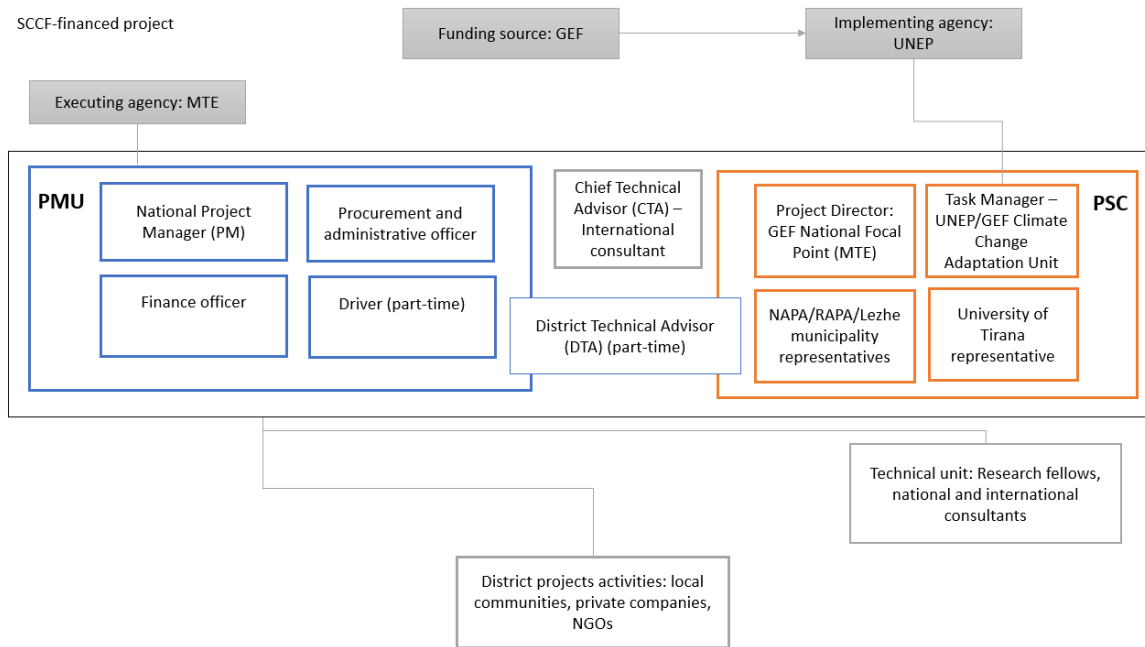 SCCF-financed project
Funding source: GEF
Implementing agency:
UNEP
Executing agency: MTE
PMU
National Project
Manager (PM)
Procurement and
administrative officer
Finance officer
Driver (part-time)
Chief Technical
Advisor (CTA) –
International
consultant
District Technical Advisor
(DTA) (part-time)
PSC
Project Director:
GEF National Focal
Point (MTE)
Task Manager –
UNEP/GEF Climate
Change
Adaptation Unit
NAPA/RAPA/Lezhe
municipality
representatives
University of
Tirana
representative
Technical unit: Research fellows,
national and international
consultants
District projects activities: local
communities, private companies,
NGOs